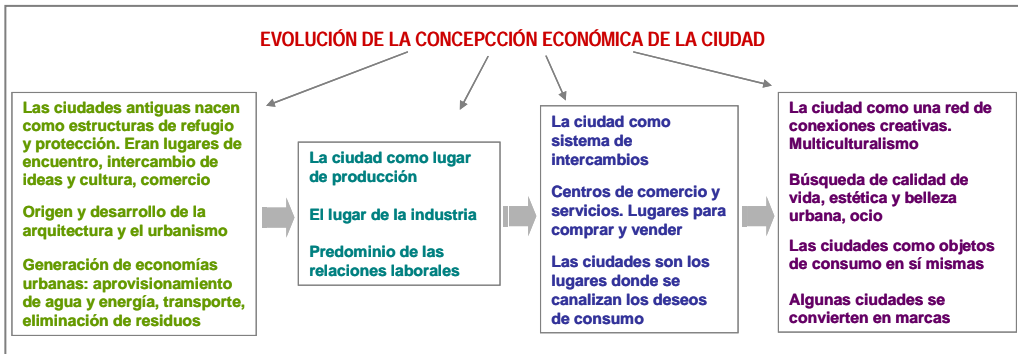 EVOLUCIÓN DE LA CONCEPCCIÓN ECONÓMICA DE LA CIUDAD
Las ciudades antiguas nacen
como estructuras de refugio
y protección. Eran lugares de
encuentro, intercambio de
ideas y cultura, comercio
Origen y desarrollo de la
arquitectura y el urbanismo
Generación de economías
urbanas: aprovisionamiento
de agua y energía, transporte,
eliminación de residuos
La ciudad como lugar
de producción
El lugar de la industria
Predominio de las
relaciones laborales
La ciudad como
sistema de
intercambios
Centros de comercio y
servicios. Lugares para
comprar y vender
Las ciudades son los
lugares donde se
canalizan los deseos
de consumo
La ciudad como una red de
conexiones creativas.
Multiculturalismo
Búsqueda de calidad de
vida, estética y belleza
urbana, ocio
Las ciudades como objetos
de consumo en sí mismas
Algunas ciudades se
convierten en marcas